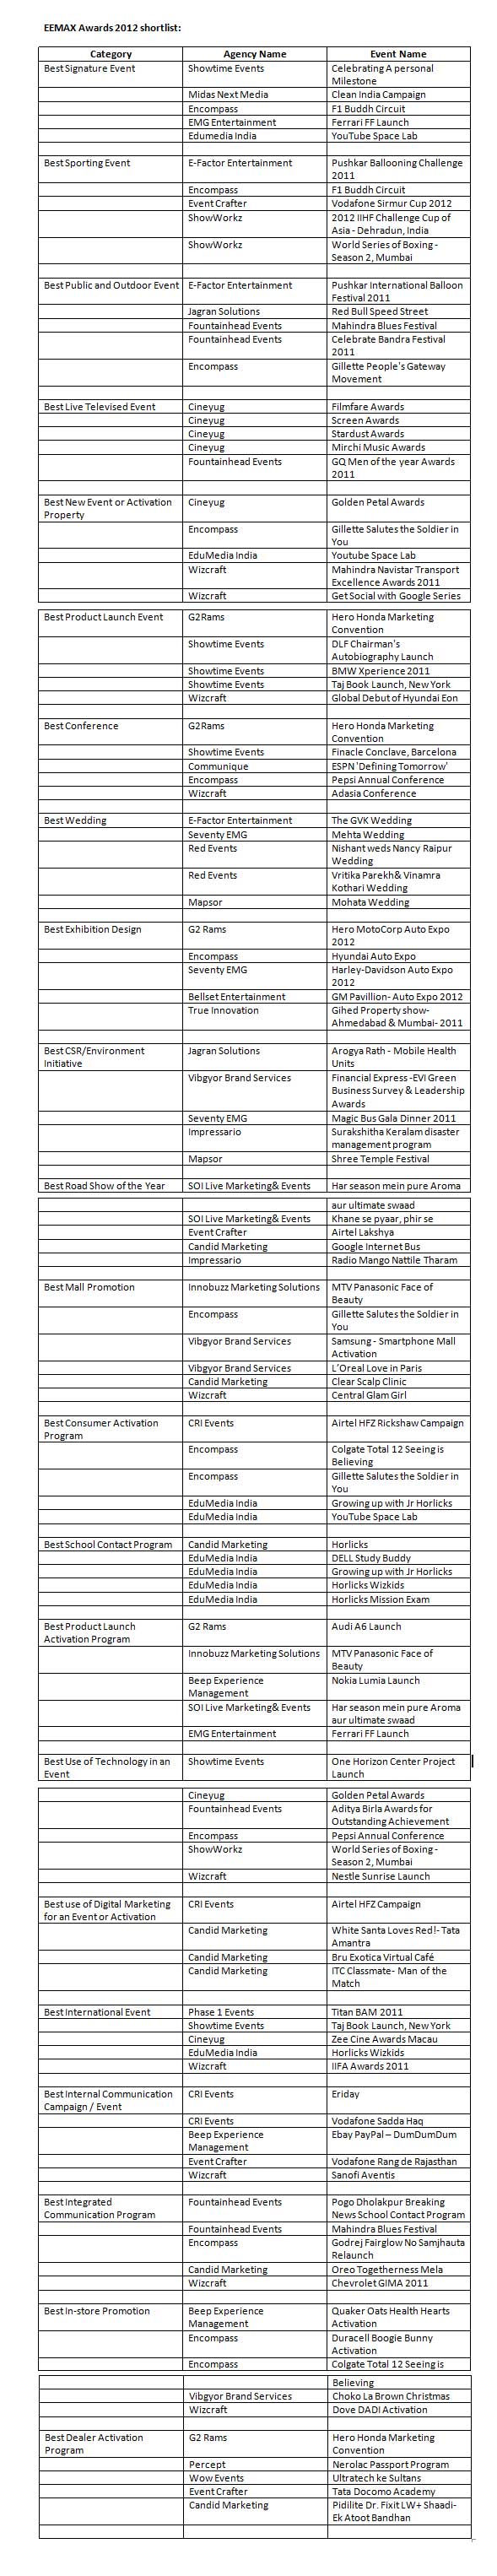 EEMAX Awards 2012 shortlist:
Category Agency Name Event Name
Best Signature Event Showtime Events Celebrating A personal
Milestone
Midas Next Media Clean India Campaign
Encompass F1 Buddh Circuit
EMG Entertainment Ferrari FF Launch
Edumedia India YouTube Space Lab
Best Sporting Event E-Factor Entertainment Pushkar Ballooning Challenge
2011
Encompass F1 Buddh Circuit
Event Crafter Vodafone Sirmur Cup 2012
ShowWorkz 2012 IIHF Challenge Cup of
Asia - Dehradun, India
ShowWorkz World Series of Boxing -
Season 2, Mumbai
Best Public and Outdoor Event E-Factor Entertainment Pushkar International Balloon
Festival 2011
Jagran Solutions Red Bull Speed Street
Fountainhead Events Mahindra Blues Festival
Fountainhead Events Celebrate Bandra Festival
2011
Encompass Gillette People's Gateway
Movement
Best Live Televised Event Cineyug Filmfare Awards
Cineyug Screen Awards
Cineyug Stardust Awards
Cineyug Mirchi Music Awards
Fountainhead Events GQ Men of the year Awards
2011
Best New Event or Activation Cineyug Golden Petal Awards
Property
Encompass Gillette Salutes the Soldier in
You
EduMedia India Youtube Space Lab
Wizcraft Mahindra Navistar Transport
Excellence Awards 2011
Wizcraft Get Social with Google Series
Best Product Launch Event G2Rams Hero Honda Marketing
Convention
Showtime Events DLF Chairman's
Autobiography Launch
Showtime Events BMW Xperience 2011
Showtime Events Taj Book Launch, New York
Wizcraft Global Debut of Hyundai Eon
Best Conference G2Rams Hero Honda Marketing
Convention
Showtime Events Finacle Conclave, Barcelona
Communique ESPN 'Defining Tomorrow'
Encompass Pepsi Annual Conference
Wizcraft Adasia Conference
Best Wedding E-Factor Entertainment The GVK Wedding
Seventy EMG Mehta Wedding
Red Events Nishant weds Nancy Raipur
Wedding
Red Events Vritika Parekh& Vinamra
Kothari Wedding
Mapsor Mohata Wedding
Best Exhibition Design G2 Rams Hero MotoCorp Auto Expo
2012
Encompass Hyundai Auto Expo
Seventy EMG Harley-Davidson Auto Expo
2012
Bellset Entertainment GM Pavillion- Auto Expo 2012
True Innovation Gihed Property show-
Ahmedabad & Mumbai- 2011
Best CSR/Environment Jagran Solutions Arogya Rath - Mobile Health
Initiative Units
Vibgyor Brand Services Financial Express -EVI Green
Business Survey & Leadership
Awards
Seventy EMG Magic Bus Gala Dinner 2011
Impressario Surakshitha Keralam disaster
management program
Mapsor Shree Temple Festival
Best Road Show of the Year SOI Live Marketing& Events Har season mein pure Aroma
aur ultimate swaad
SOI Live Marketing& Events Khane se pyaar, phir se
Event Crafter Airtel Lakshya
Candid Marketing Google Internet Bus
Impressario Radio Mango Nattile Tharam
Best Mall Promotion Innobuzz Marketing Solutions MTV Panasonic Face of
Beauty
Encompass Gillette Salutes the Soldier in
You
Vibgyor Brand Services Samsung - Smartphone Mall
Activation
Vibgyor Brand Services L'Oreal Love in Paris
Candid Marketing Clear Scalp Clinic
Wizcraft Central Glam Girl
Best Consumer Activation CRI Events Airtel HFZ Rickshaw Campaign
Program
Encompass Colgate Total 12 Seeing is
Believing
Encompass Gillette Salutes the Soldier in
You
EduMedia India Growing up with Jr Horlicks
EduMedia India YouTube Space Lab
Best School Contact Program Candid Marketing Horlicks
EduMedia India DELL Study Buddy
EduMedia India Growing up with Jr Horlicks
EduMedia India Horlicks Wizkids
EduMedia India Horlicks Mission Exam
Best Product Launch G2 Rams Audi A6 Launch
Activation Program
Innobuzz Marketing Solutions MTV Panasonic Face of
Beauty
Beep Experience Nokia Lumia Launch
Management
SOI Live Marketing& Events Har season mein pure Aroma
aur ultimate swaad
EMG Entertainment Ferrari FF Launch
Best Use of Technology in an Showtime Events One Horizon Center Project
Event Launch
Cineyug Golden Petal Awards
Fountainhead Events Aditya Birla Awards for
Outstanding Achievement
Encompass Pepsi Annual Conference
ShowWorkz World Series of Boxing -
Season 2, Mumbai
Wizcraft Nestle Sunrise Launch
Best use of Digital Marketing CRI Events Airtel HFZ Campaign
for an Event or Activation
Candid Marketing White Santa Loves Red!- Tata
Amantra
Candid Marketing Bru Exotica Virtual Café
Candid Marketing ITC Classmate- Man of the
Match
Best International Event Phase 1 Events Titan BAM 2011
Showtime Events Taj Book Launch, New York
Cineyug Zee Cine Awards Macau
EduMedia India Horlicks Wizkids
Wizcraft IIFA Awards 2011
Best Internal Communication CRI Events Eriday
Campaign / Event
CRI Events Vodafone Sadda Haq
Beep Experience Ebay PayPal – DumDumDum
Management
Event Crafter Vodafone Rang de Rajasthan
Wizcraft Sanofi Aventis
Best Integrated Fountainhead Events Pogo Dholakpur Breaking
Communication Program News School Contact Program
Fountainhead Events Mahindra Blues Festival
Encompass Godrej Fairglow No Samjhauta
Relaunch
Candid Marketing Oreo Togetherness Mela
Wizcraft Chevrolet GIMA 2011
Best In-store Promotion Beep Experience Quaker Oats Health Hearts
Management Activation
Encompass Duracell Boogie Bunny
Activation
Encompass Colgate Total 12 Seeing is
Believing
Vibgyor Brand Services Choko La Brown Christmas
Wizcraft Dove DADI Activation
Best Dealer Activation G2 Rams Hero Honda Marketing
Program Convention
Percept Nerolac Passport Program
Wow Events Ultratech ke Sultans
Event Crafter Tata Docomo Academy
Candid Marketing Pidilite Dr. Fixit LW+ Shaadi-
Ek Atoot Bandhan